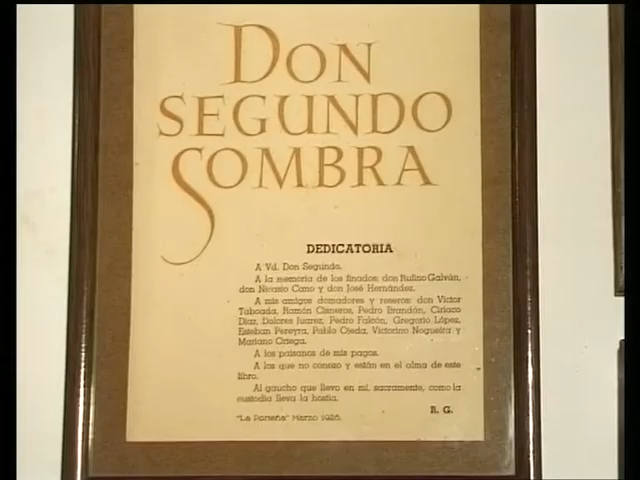 DON
SEGUNDO
SOMBRA
DEDICATORIA
A Vd. Don Segundo.
A la memoria de los finados: don Rufino Galván,
don Nicasio Cano y don José Hernández.
A mis amigos domadores y reseros: don Victor
Taboada, Ramón Cisneros, Pedro Brandán, Ciriaco
Díaz, Dolores Juarez, Pedro Falcón, Gregorio López,
Esteban Pereyra, Pablo Ojeda, Victorino Nogueira y
Mariano Ortega.
A los paisanos de mis pagos.
A los que no conozco y están en el alma de este
libro.
Al gaucho que llevo en mí, sacramente, como la
custodia lleva la hostia.
R. G.
"La Porteña" Marzo 1926.